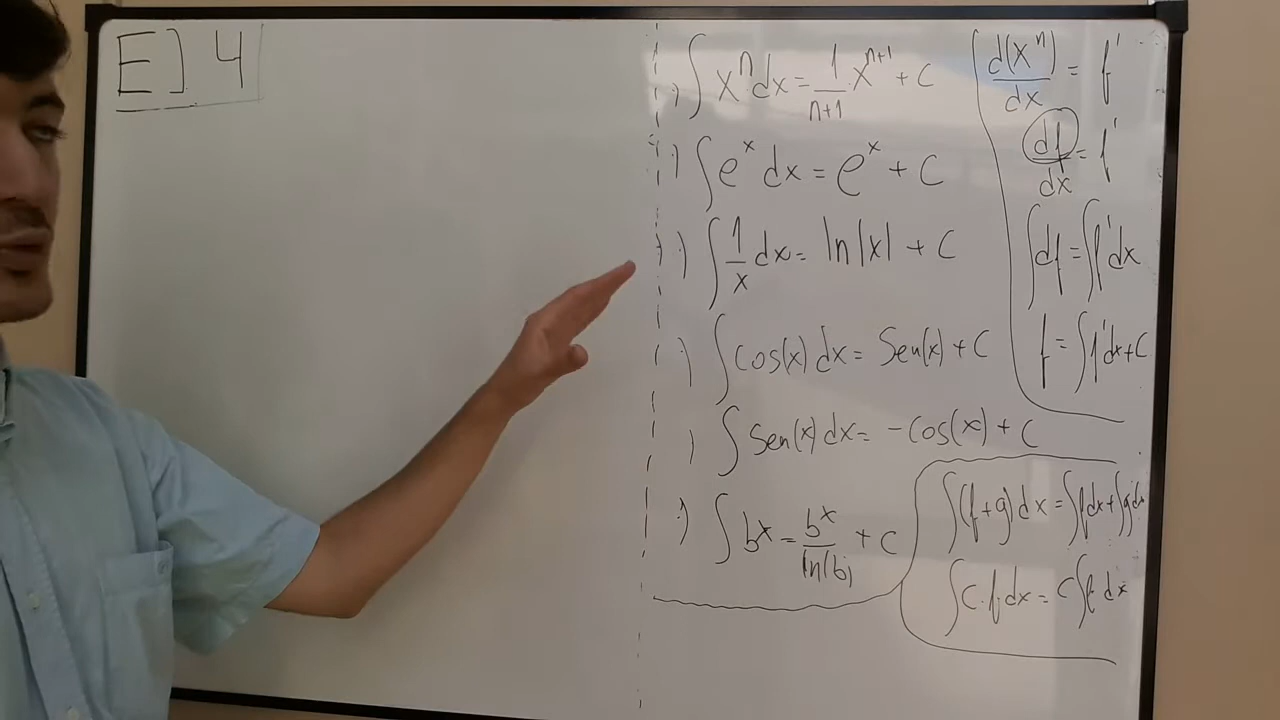 EJ 4
∫ xⁿ dx = 1/(n+1) xⁿ⁺¹ + C
∫ eˣ dx = eˣ + C
∫ 1/x dx = ln|x| + C
∫ Cos(x) dx = Sen(x) + C
∫ Sen(x) dx = -Cos(x) + C
∫ bˣ = bˣ/ln(b) + C
d(xⁿ)/dx = f'
df/dx = f'
∫ df = ∫ f' dx
f = ∫ f' dx + C
∫ (f+g) dx = ∫ f dx + ∫ g dx
∫ C·f dx = C ∫ f dx